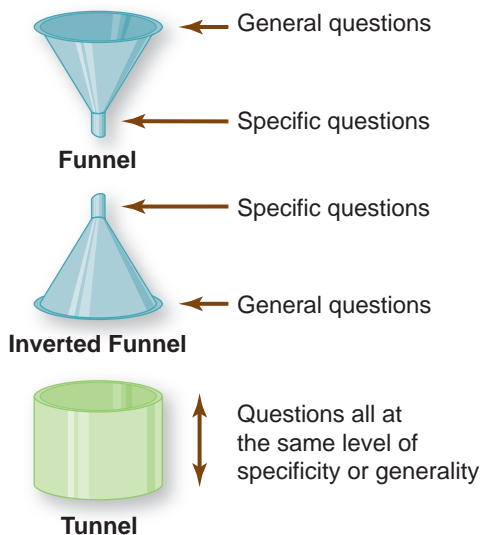 General questions
Specific questions
Funnel
Specific questions
General questions
Inverted Funnel
Questions all at
the same level of
specificity or generality
Tunnel